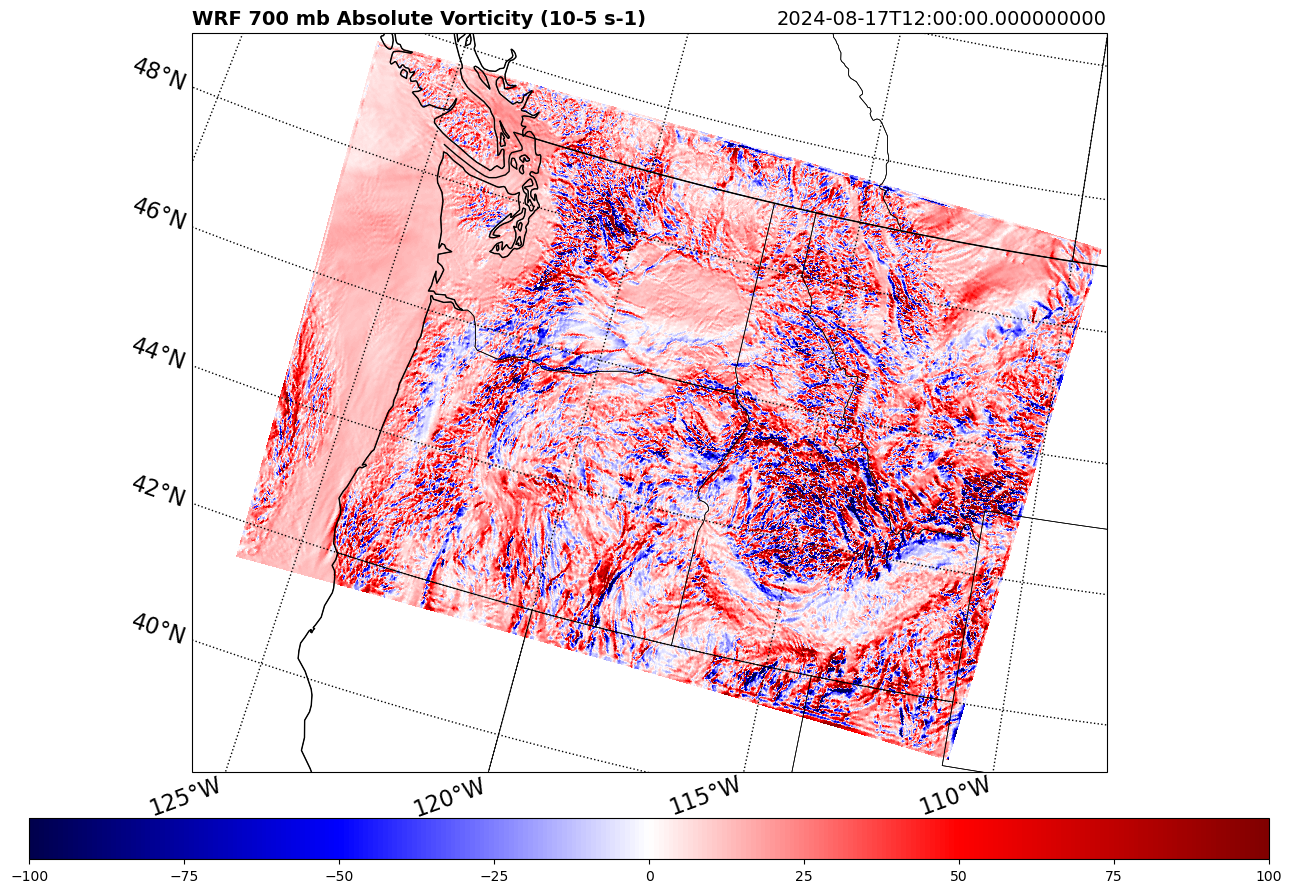 WRF 700 mb Absolute Vorticity (10-5 s-1)
2024-08-17T12:00:00.000000000
48°N
46°N
44°N
42°N
40°N
125°W
120°W
115°W
110°W
−100
−75
−50
−25
0
25
50
75
100